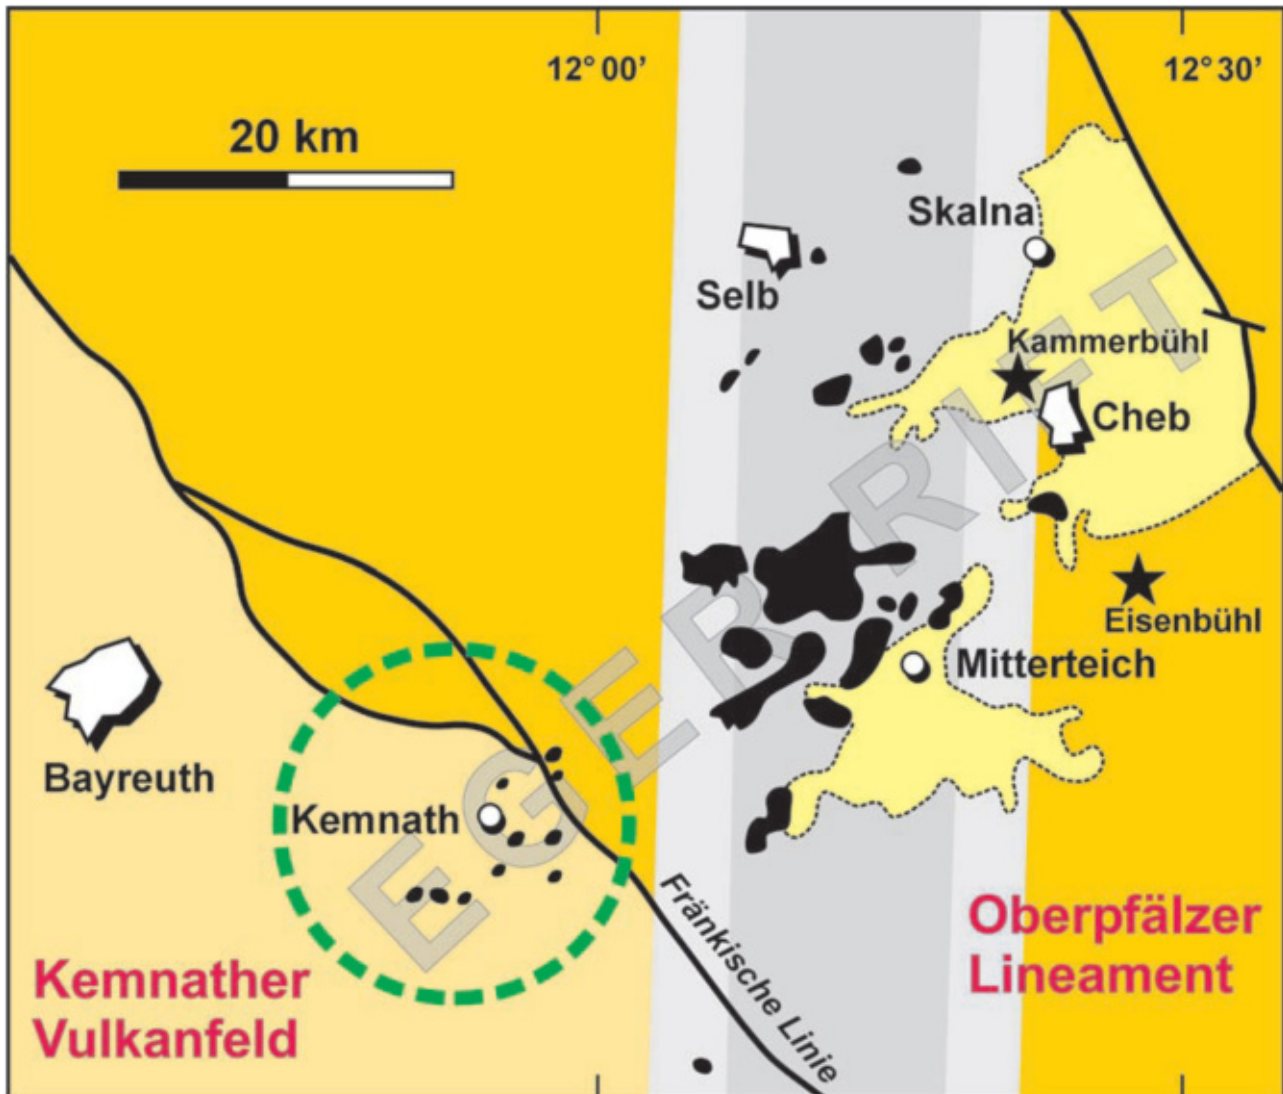 12° 00'
12° 30'
20 km
Skalna
Selb
Kammerbühl
Cheb
EGER RIFT
Eisenbühl
Mitterteich
Bayreuth
Kemnath
Fränkische Linie
Oberpfälzer
Lineament
Kemnather
Vulkanfeld